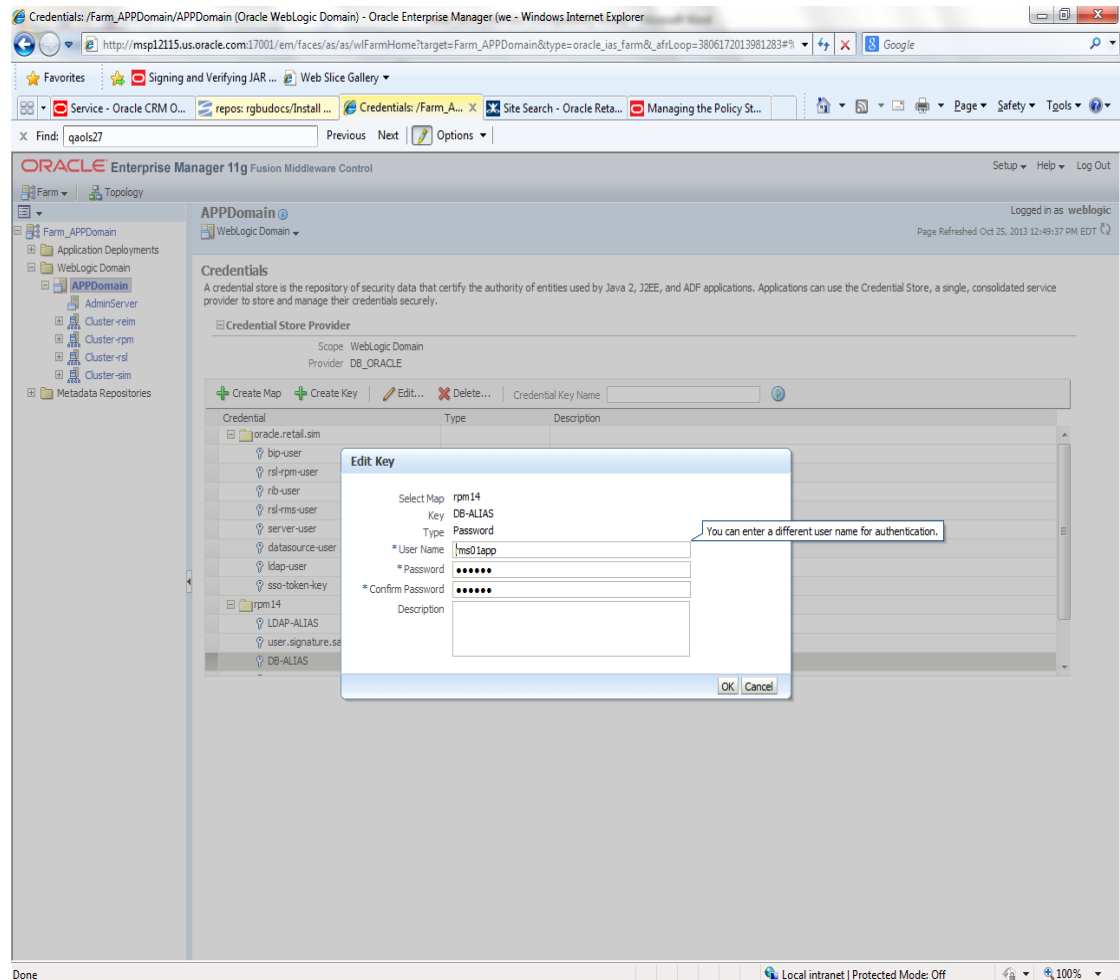 Credentials: /Farm_APPDomain/APPDomain (Oracle WebLogic Domain) - Oracle Enterprise Manager (we - Windows Internet Explorer
http://msp12115.us.oracle.com:17001/em/faces/as/as/wlFarmHome?target=Farm_APPDomain&type=oracle_ias_farm&_afrLoop=3806172013981283#%
Google
Favorites Signing and Verifying JAR ... Web Slice Gallery
Service - Oracle CRM O... repos: rgbudocs/Install ... Credentials: /Farm_A... X Site Search - Oracle Reta... Managing the Policy St... Page Safety Tools
X Find: qaols27 Previous Next Options
ORACLE Enterprise Manager 11g Fusion Middleware Control Setup Help Log Out
Farm Topology
APPDomain Logged in as weblogic
WebLogic Domain Page Refreshed Oct 25, 2013 12:49:37 PM EDT
Farm_APPDomain
Application Deployments
WebLogic Domain
APPDomain
AdminServer
Cluster-reim
Cluster-rpm
Cluster-rsl
Cluster-sim
Metadata Repositories
Credentials
A credential store is the repository of security data that certify the authority of entities used by Java 2, J2EE, and ADF applications. Applications can use the Credential Store, a single, consolidated service
provider to store and manage their credentials securely.
Credential Store Provider
Scope WebLogic Domain
Provider DB_ORACLE
Create Map Create Key Edit... Delete... Credential Key Name
Credential Type Description
oracle.retail.sim
bip-user
rsl-rpm-user
rib-user
rsl-rms-user
server-user
datasource-user
ldap-user
sso-token-key
rpm14
LDAP-ALIAS
user.signature.sa
DB-ALIAS
Edit Key
Select Map rpm14
Key DB-ALIAS
Type Password
You can enter a different user name for authentication.
* User Name rms01app
* Password ••••••
* Confirm Password ••••••
Description
OK Cancel
Done Local intranet | Protected Mode: Off 100%